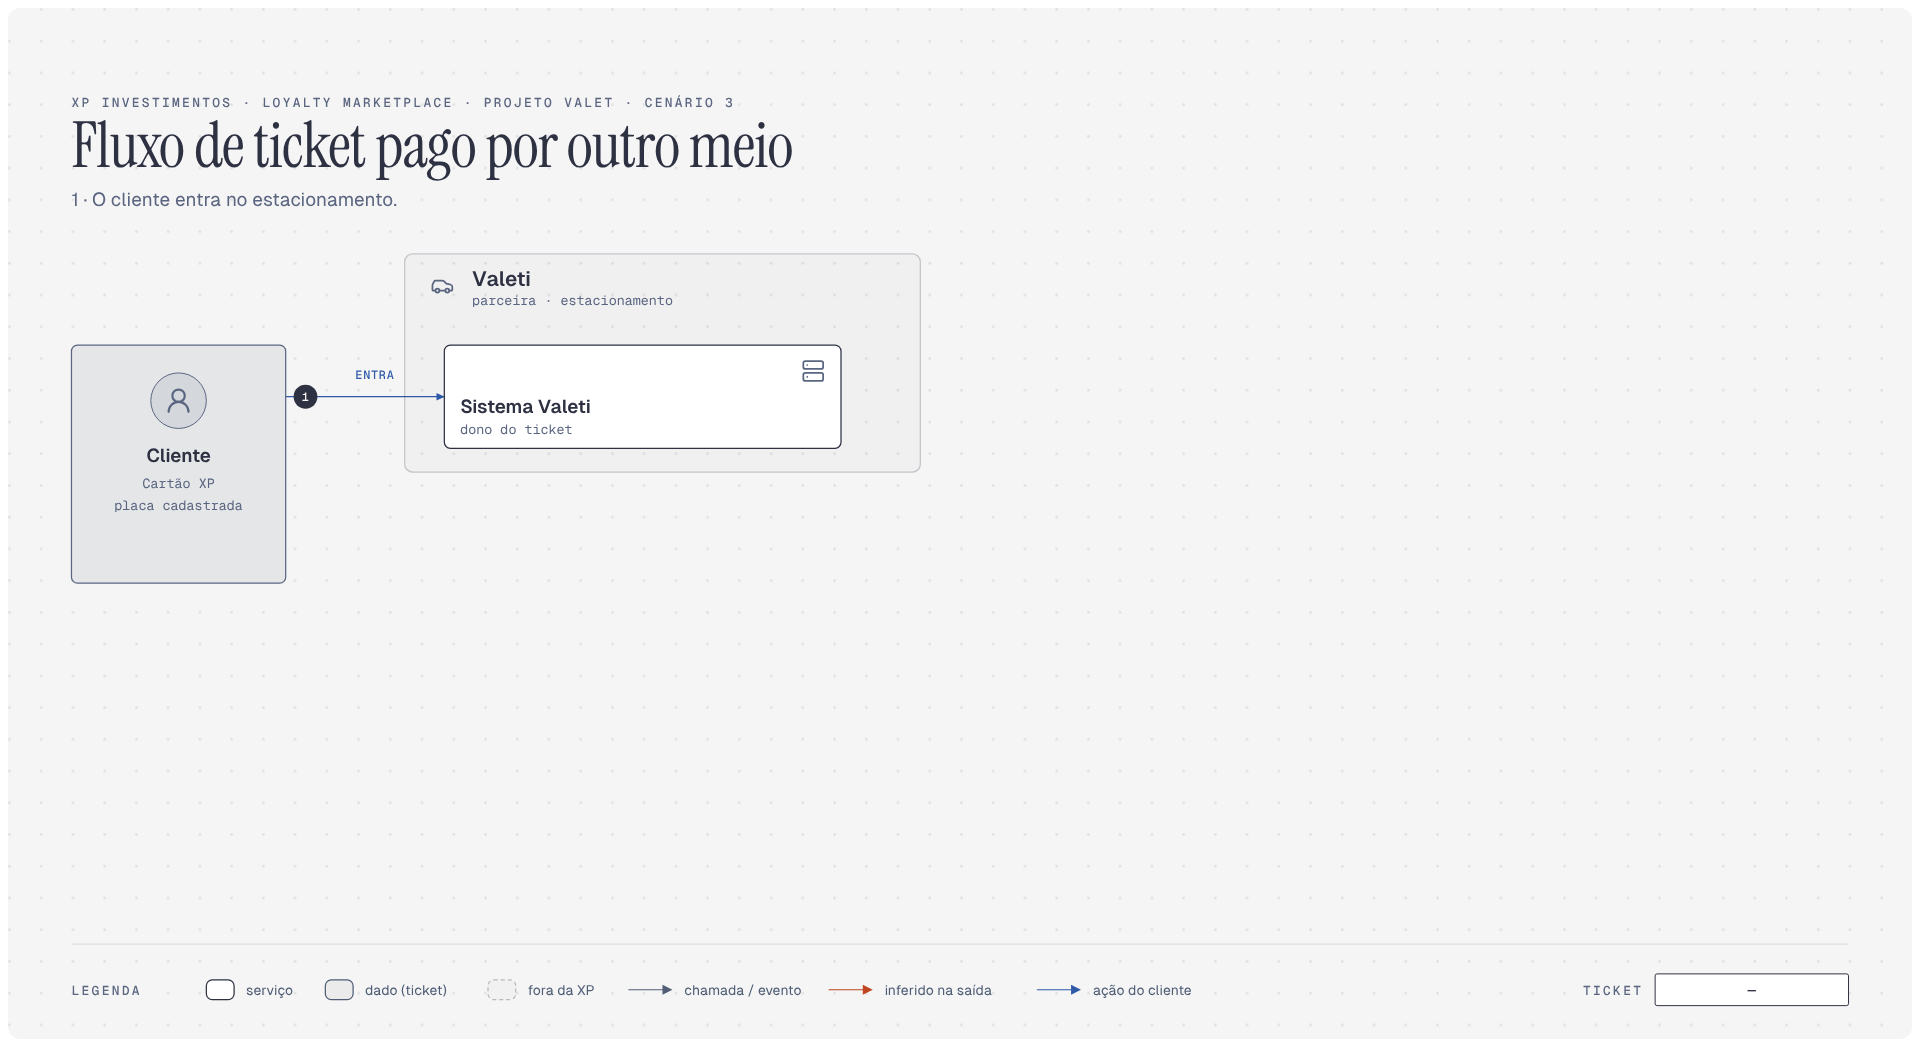 XP INVESTIMENTOS · LOYALTY MARKETPLACE · PROJETO VALET · CENÁRIO 3
Fluxo de ticket pago por outro meio
1 · O cliente entra no estacionamento.
Valeti
parceira · estacionamento
ENTRA
1
Sistema Valeti
dono do ticket
Cliente
Cartão XP
placa cadastrada
LEGENDA
serviço
dado (ticket)
fora da XP
chamada / evento
inferido na saída
ação do cliente
TICKET
—